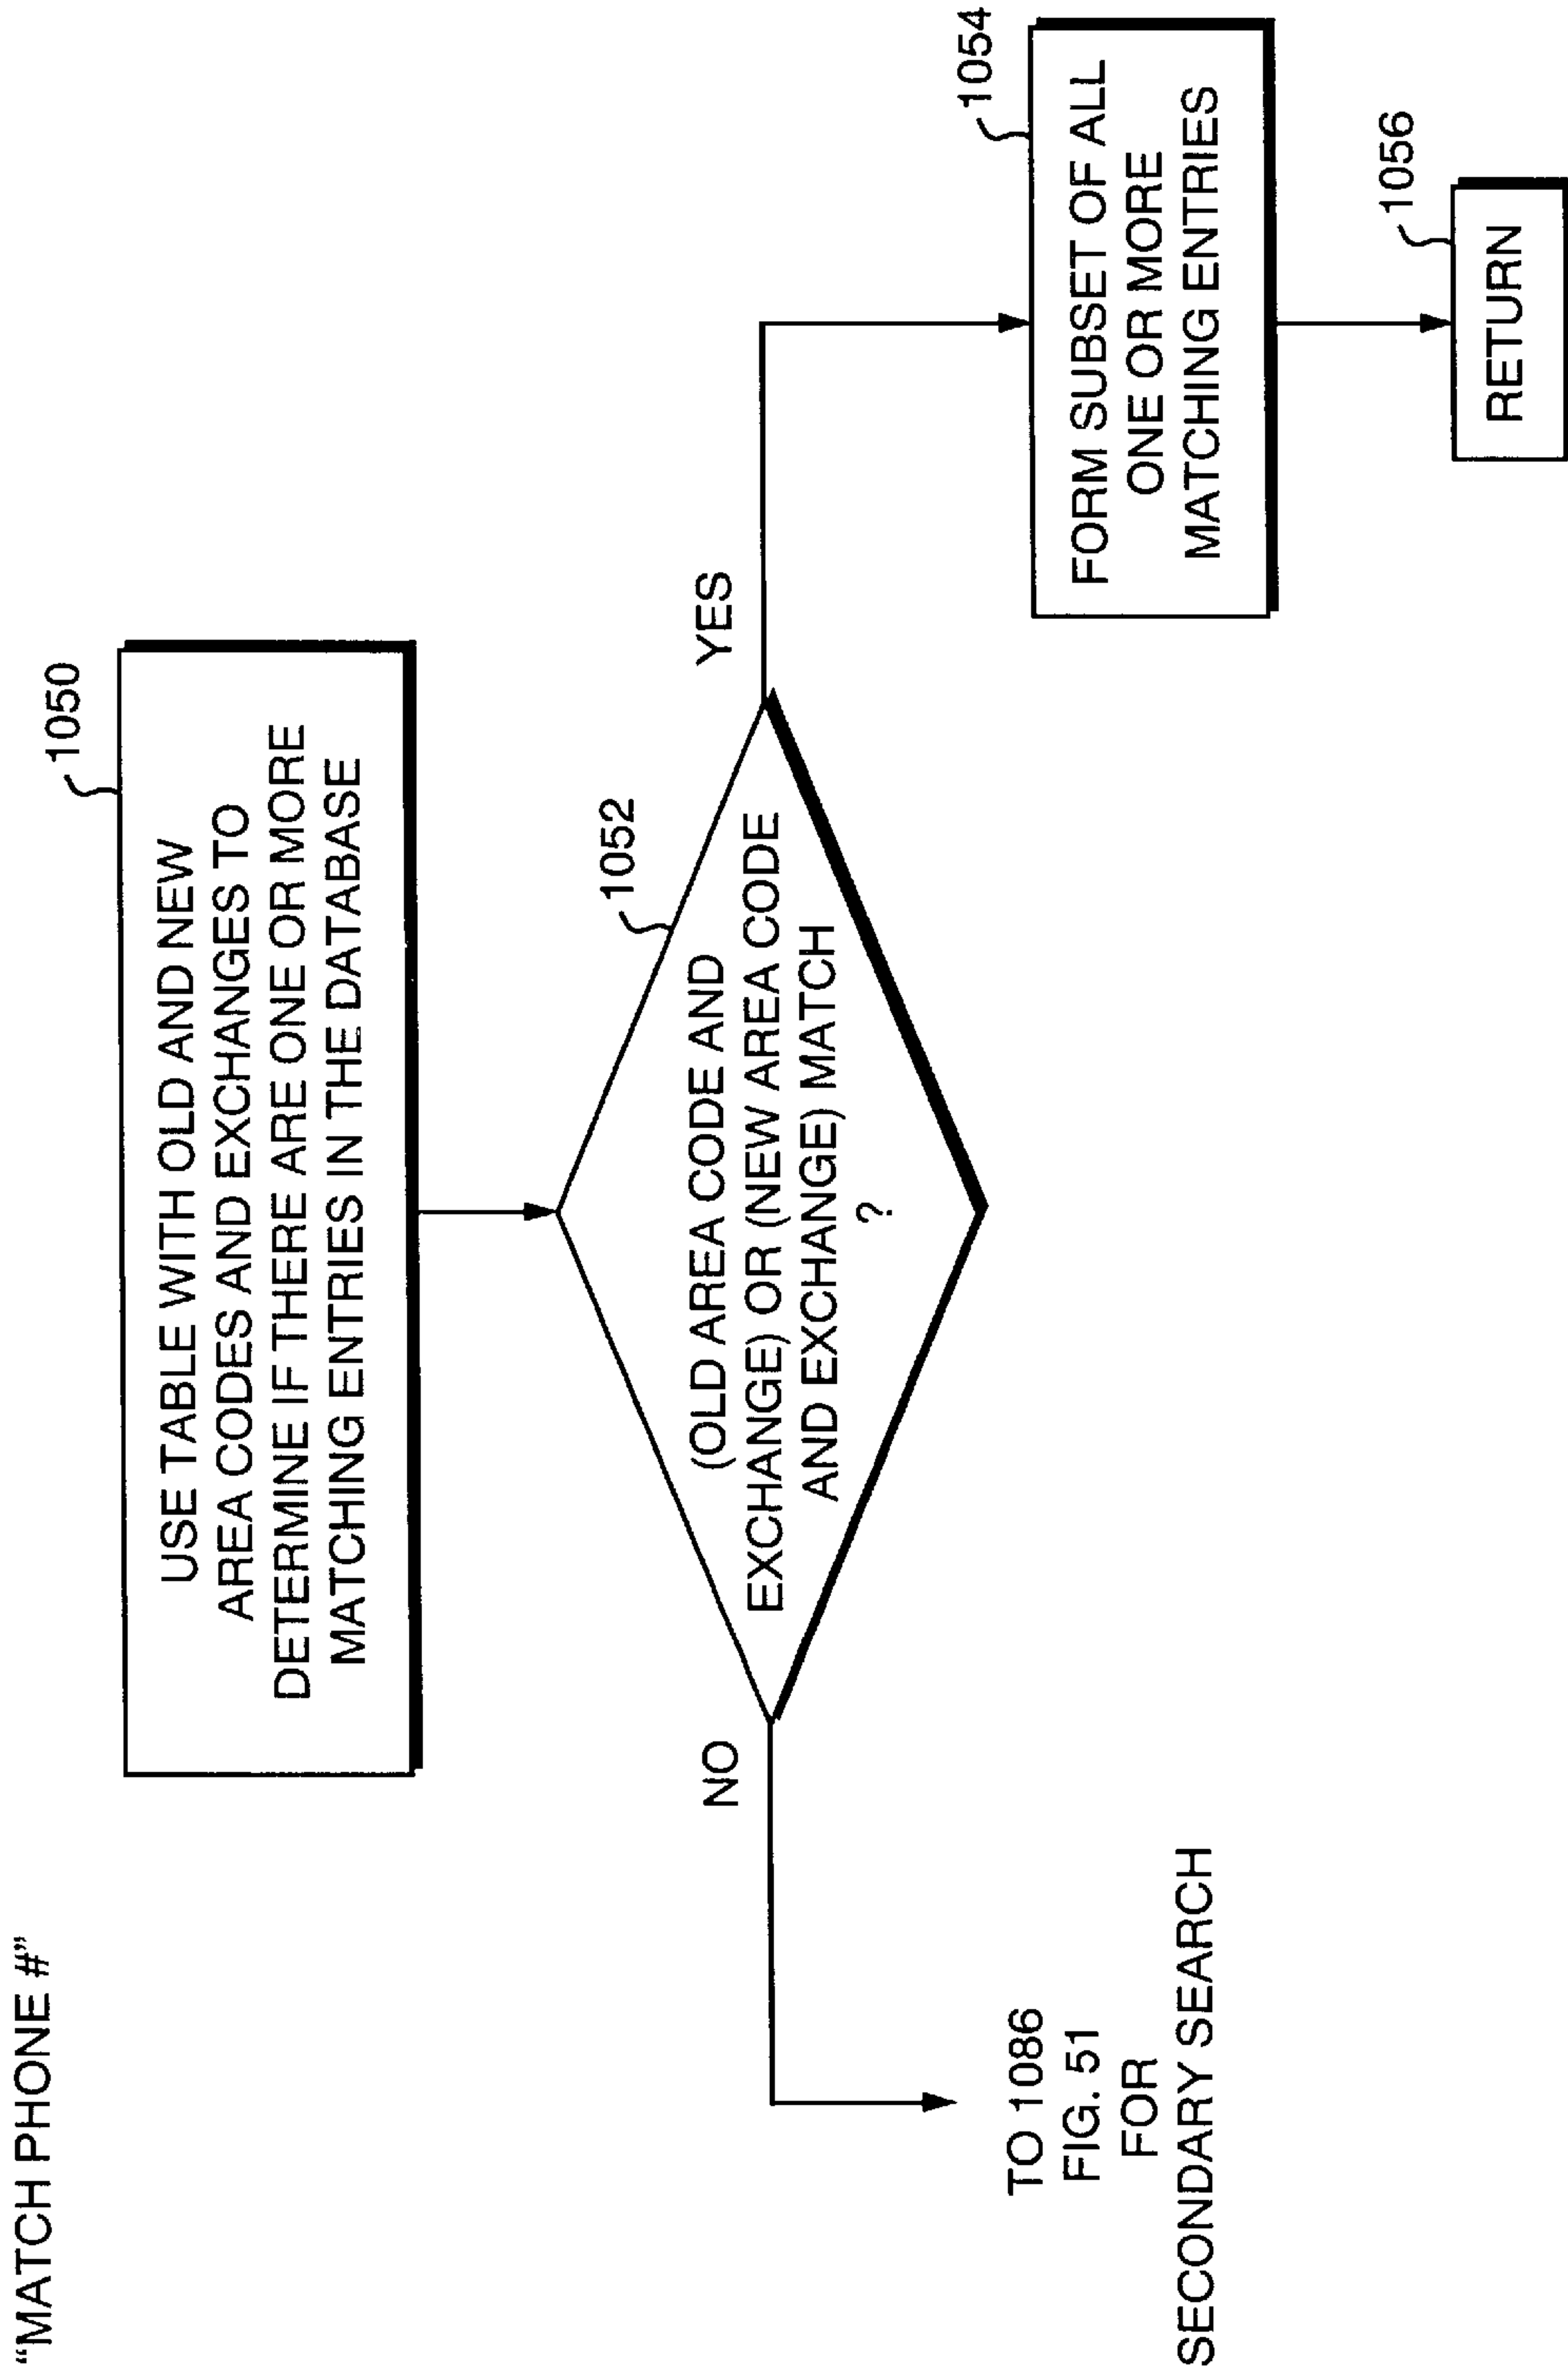 "MATCH PHONE #"
1050
USE TABLE WITH OLD AND NEW
AREA CODES AND EXCHANGES TO
DETERMINE IF THERE ARE ONE OR MORE
MATCHING ENTRIES IN THE DATABASE
1052
(OLD AREA CODE AND
EXCHANGE) OR (NEW AREA CODE
AND EXCHANGE) MATCH
?
NO
YES
TO 1086
FIG. 51
FOR
SECONDARY SEARCH
1054
FORM SUBSET OF ALL
ONE OR MORE
MATCHING ENTRIES
1056
RETURN